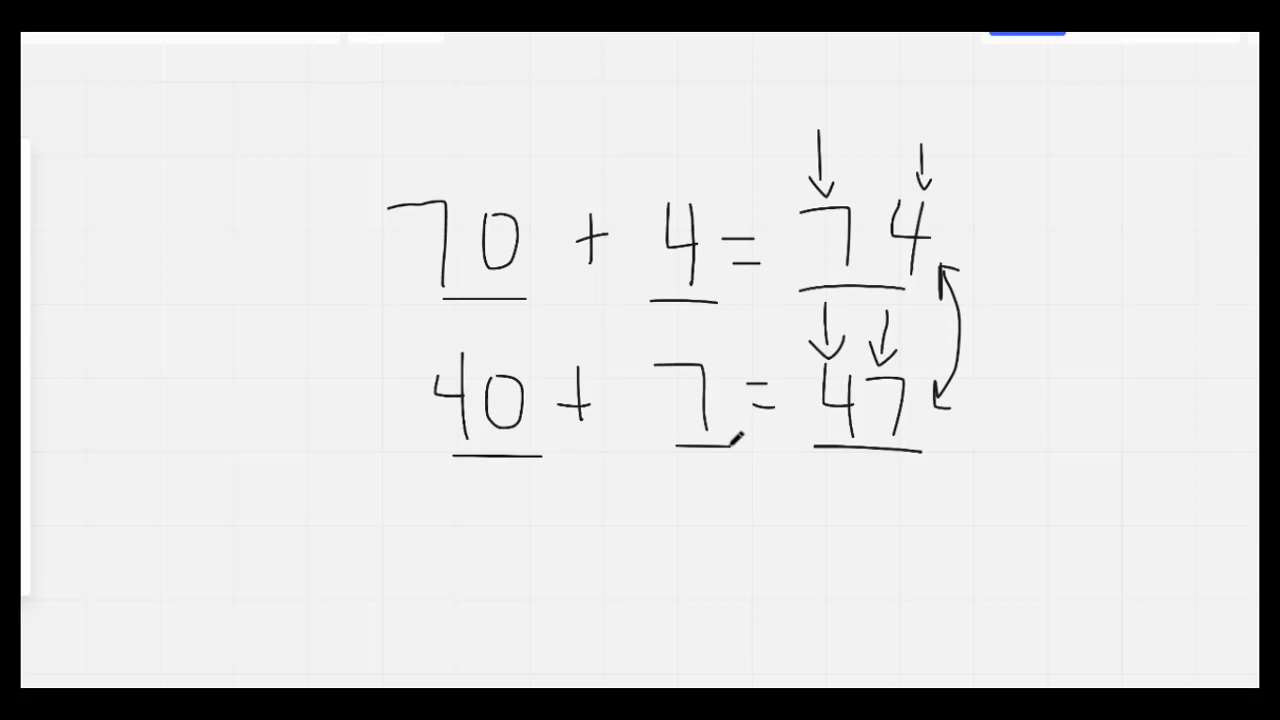 70 + 4 = 74
40 + 7 = 47